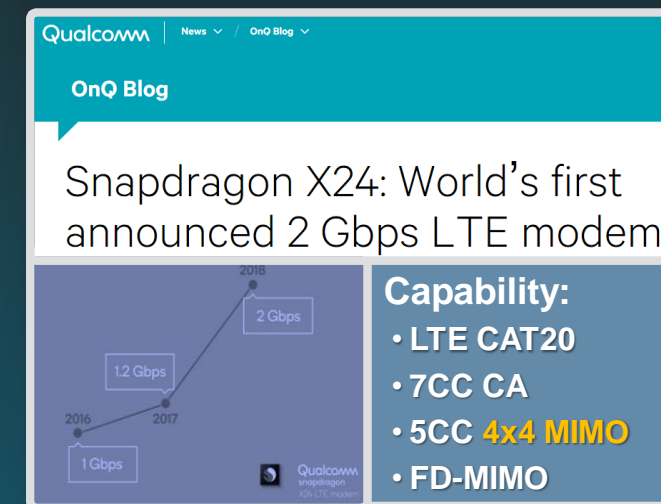 Qualcomm News / OnQ Blog
OnQ Blog
Snapdragon X24: World's first
announced 2 Gbps LTE modem
2018
2 Gbps
1.2 Gbps
2016
2017
1 Gbps
Qualcomm
snapdragon
X24 LTE modem
Capability:
• LTE CAT20
• 7CC CA
• 5CC 4x4 MIMO
• FD-MIMO